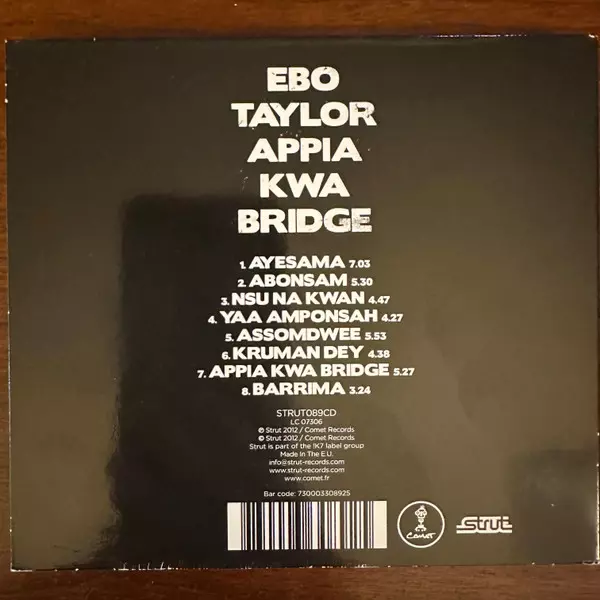 EBO
TAYLOR
APPIA
KWA
BRIDGE
1. AYESAMA 7.03
2. ABONSAM 5.30
3. NSU NA KWAN 4.47
4. YAA AMPONSAH 4.27
5. ASSOMDWEE 5.53
6. KRUMAN DEY 4.38
7. APPIA KWA BRIDGE 5.27
8. BARRIMA 3.24
STRUT089CD
LC 07306
℗ Strut 2012 / Comet Records
© Strut 2012 / Comet Records
Strut is part of the !K7 label group
Made In The E.U.
info@strut-records.com
www.strut-records.com
www.comet.fr
Bar code: 730003308925
Comet
strut